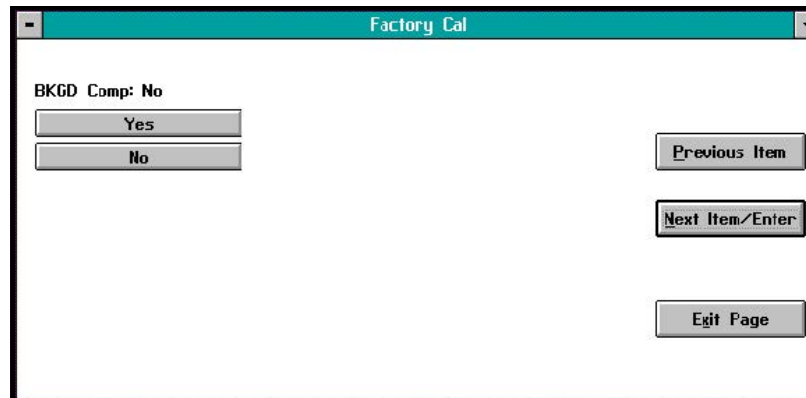 Factory Cal
BKGD Comp: No
Yes
No
Previous Item
Next Item/Enter
Exit Page